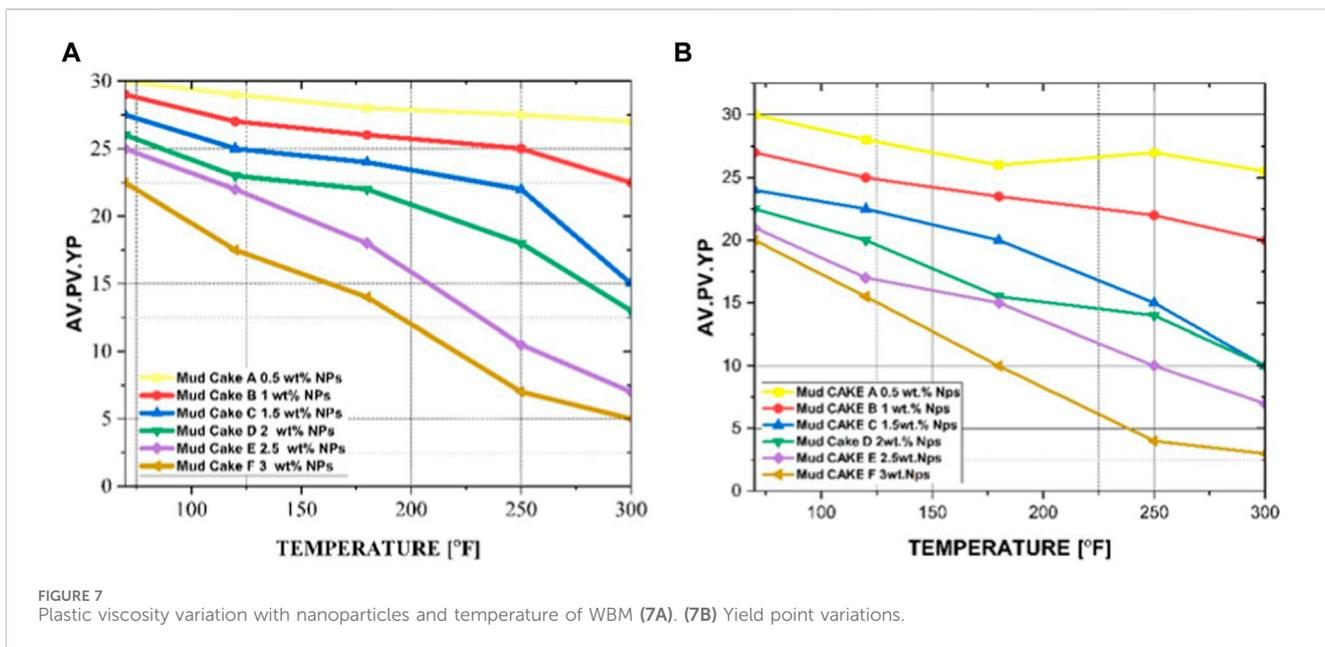 A
30
25
20
15
10
5
0
AV.PV.YP
Mud Cake A 0.5 wt% NPs
Mud Cake B 1 wt% NPs
Mud Cake C 1.5 wt% NPs
Mud Cake D 2 wt% NPs
Mud Cake E 2.5 wt% NPs
Mud Cake F 3 wt% NPs
100 150 200 250 300
TEMPERATURE [°F]
B
30
25
20
15
10
5
0
AV.PV.YP
Mud CAKE A 0.5 wt.% Nps
Mud CAKE B 1 wt.% Nps
Mud CAKE C 1.5wt.% Nps
Mud Cake D 2wt.% Nps
Mud CAKE E 2.5wt.Nps
Mud CAKE F 3wt.Nps
100 150 200 250 300
TEMPERATURE [°F]
FIGURE 7
Plastic viscosity variation with nanoparticles and temperature of WBM (7A). (7B) Yield point variations.